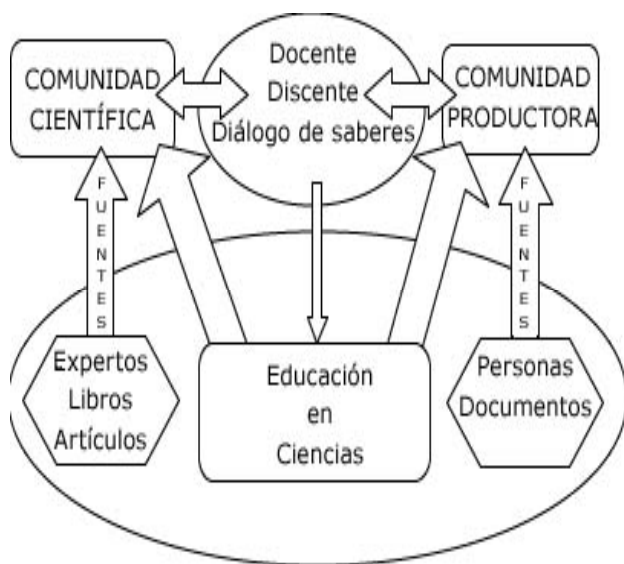 COMUNIDAD
CIENTÍFICA
Docente
Discente
Diálogo de saberes
COMUNIDAD
PRODUCTORA
FUENTES
FUENTES
Expertos
Libros
Artículos
Educación
en
Ciencias
Personas
Documentos